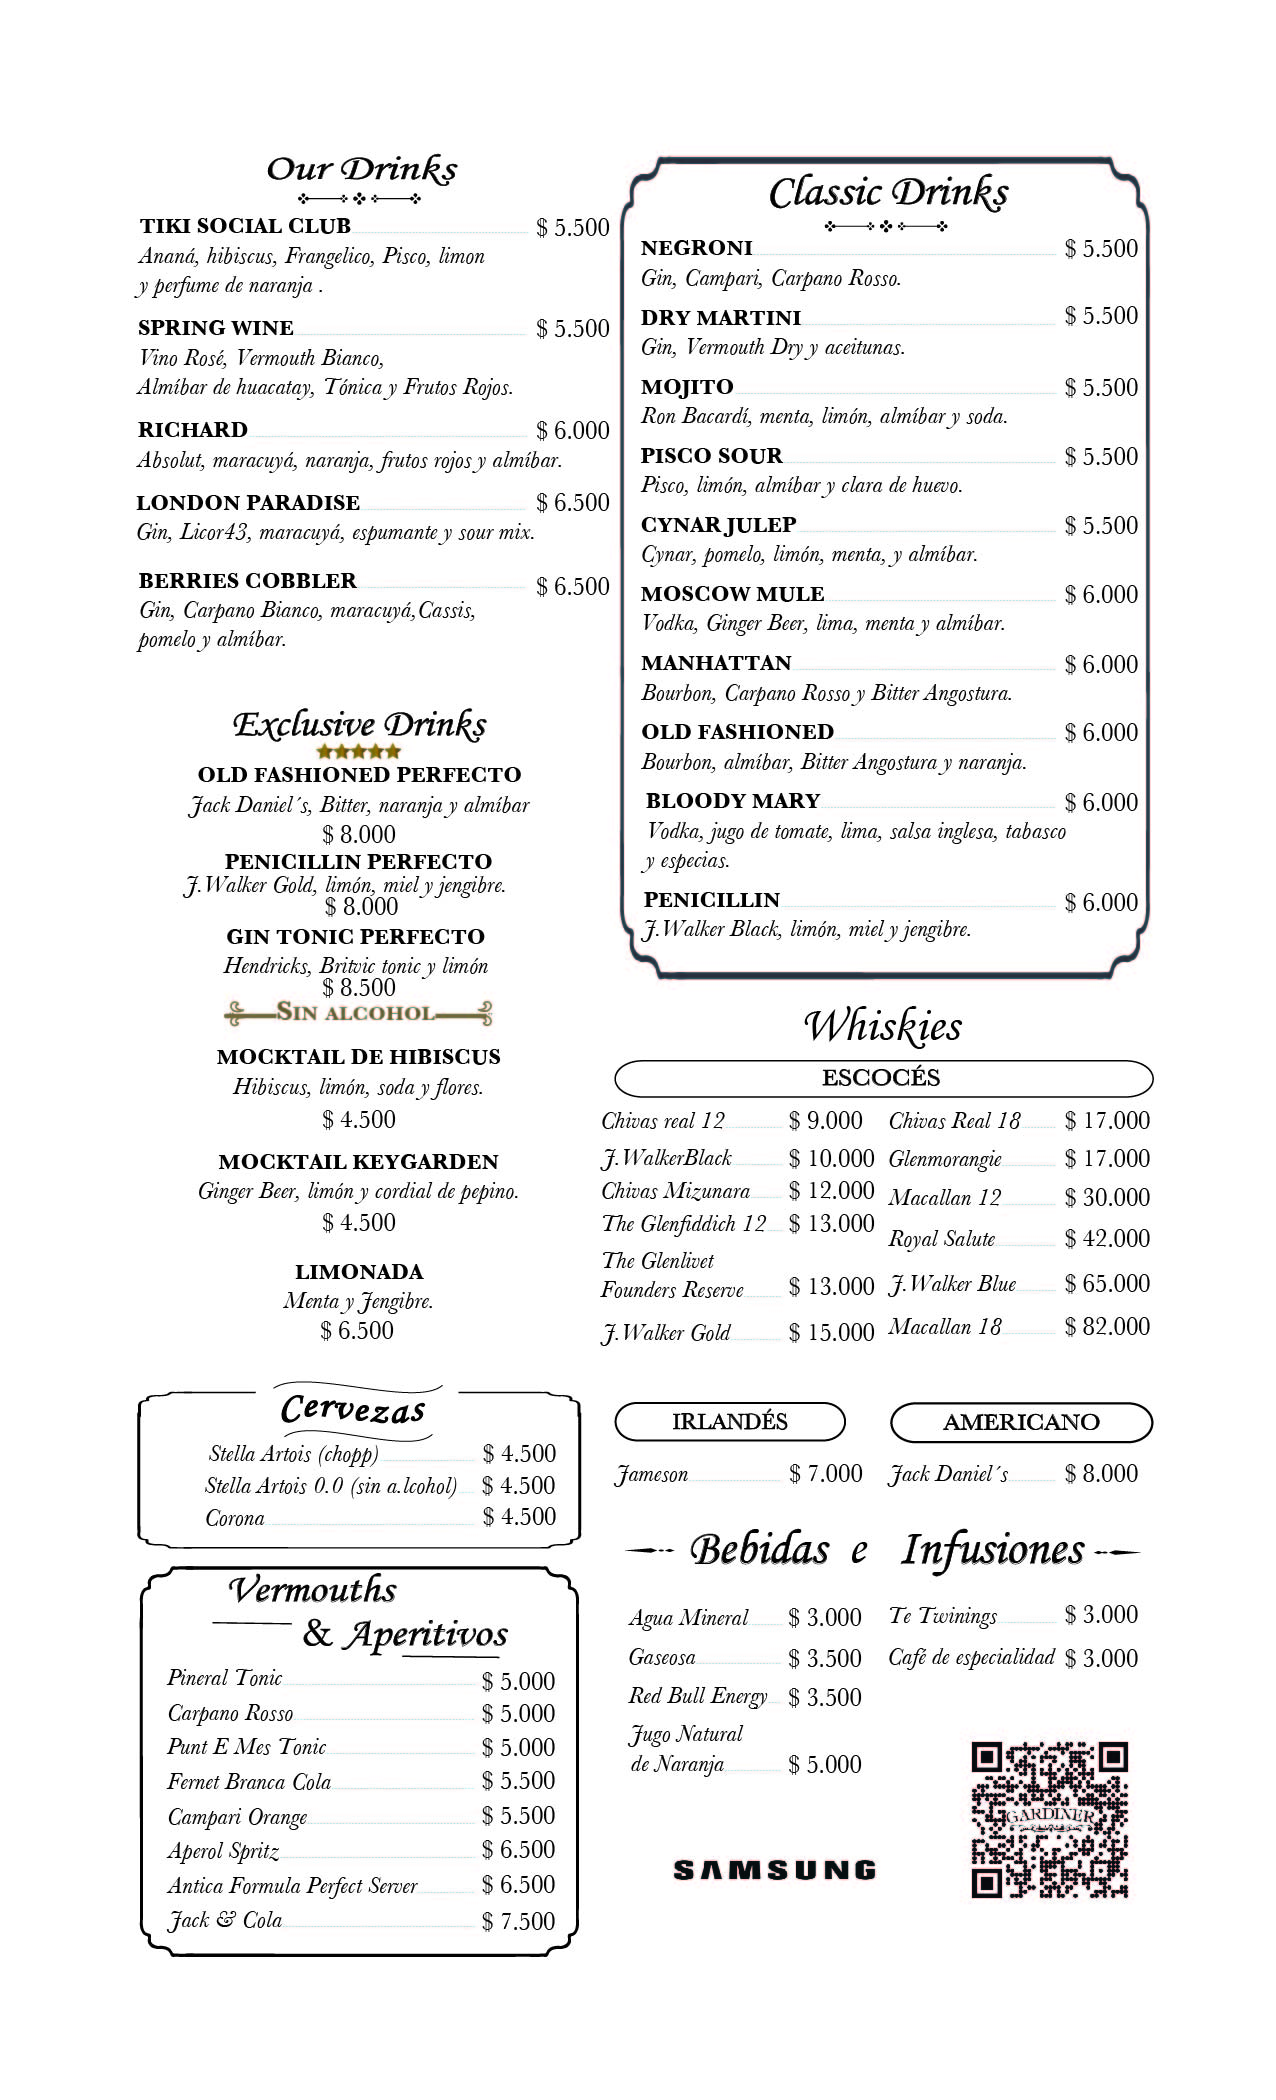 Our Drinks
TIKI SOCIAL CLUB $ 5.500
Ananá, hibiscus, Frangelico, Pisco, limon
y perfume de naranja .
SPRING WINE $ 5.500
Vino Rosé, Vermouth Bianco,
Almíbar de huacatay, Tónica y Frutos Rojos.
RICHARD $ 6.000
Absolut, maracuyá, naranja, frutos rojos y almíbar.
LONDON PARADISE $ 6.500
Gin, Licor43, maracuyá, espumante y sour mix.
BERRIES COBBLER $ 6.500
Gin, Carpano Bianco, maracuyá,Cassis,
pomelo y almíbar.
Exclusive Drinks
OLD FASHIONED PERFECTO
Jack Daniel´s, Bitter, naranja y almíbar
$ 8.000
PENICILLIN PERFECTO
J.Walker Gold, limón, miel y jengibre.
$ 8.000
GIN TONIC PERFECTO
Hendricks, Britvic tonic y limón
$ 8.500
SIN ALCOHOL
MOCKTAIL DE HIBISCUS
Hibiscus, limón, soda y flores.
$ 4.500
MOCKTAIL KEYGARDEN
Ginger Beer, limón y cordial de pepino.
$ 4.500
LIMONADA
Menta y Jengibre.
$ 6.500
Cervezas
Stella Artois (chopp) $ 4.500
Stella Artois 0.0 (sin a.lcohol) $ 4.500
Corona $ 4.500
Vermouths
& Aperitivos
Pineral Tonic $ 5.000
Carpano Rosso $ 5.000
Punt E Mes Tonic $ 5.000
Fernet Branca Cola $ 5.500
Campari Orange $ 5.500
Aperol Spritz $ 6.500
Antica Formula Perfect Server $ 6.500
Jack & Cola $ 7.500
Classic Drinks
NEGRONI $ 5.500
Gin, Campari, Carpano Rosso.
DRY MARTINI $ 5.500
Gin, Vermouth Dry y aceitunas.
MOJITO $ 5.500
Ron Bacardí, menta, limón, almíbar y soda.
PISCO SOUR $ 5.500
Pisco, limón, almíbar y clara de huevo.
CYNAR JULEP $ 5.500
Cynar, pomelo, limón, menta, y almíbar.
MOSCOW MULE $ 6.000
Vodka, Ginger Beer, lima, menta y almíbar.
MANHATTAN $ 6.000
Bourbon, Carpano Rosso y Bitter Angostura.
OLD FASHIONED $ 6.000
Bourbon, almíbar, Bitter Angostura y naranja.
BLOODY MARY $ 6.000
Vodka, jugo de tomate, lima, salsa inglesa, tabasco
y especias.
PENICILLIN $ 6.000
J.Walker Black, limón, miel y jengibre.
Whiskies
ESCOCÉS
Chivas real 12 $ 9.000
J.WalkerBlack $ 10.000
Chivas Mizunara $ 12.000
The Glenfiddich 12 $ 13.000
The Glenlivet
Founders Reserve $ 13.000
J.Walker Gold $ 15.000
Chivas Real 18 $ 17.000
Glenmorangie $ 17.000
Macallan 12 $ 30.000
Royal Salute $ 42.000
J.Walker Blue $ 65.000
Macallan 18 $ 82.000
IRLANDÉS
Jameson $ 7.000
AMERICANO
Jack Daniel´s $ 8.000
Bebidas e Infusiones
Agua Mineral $ 3.000
Gaseosa $ 3.500
Red Bull Energy $ 3.500
Jugo Natural
de Naranja $ 5.000
Te Twinings $ 3.000
Café de especialidad $ 3.000
GARDINER
SAMSUNG